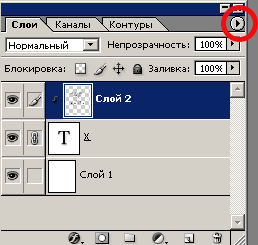 Слои Каналы Контуры
Нормальный Непрозрачность: 100%
Блокировка: Заливка: 100%
Слой 2
T X
Слой 1